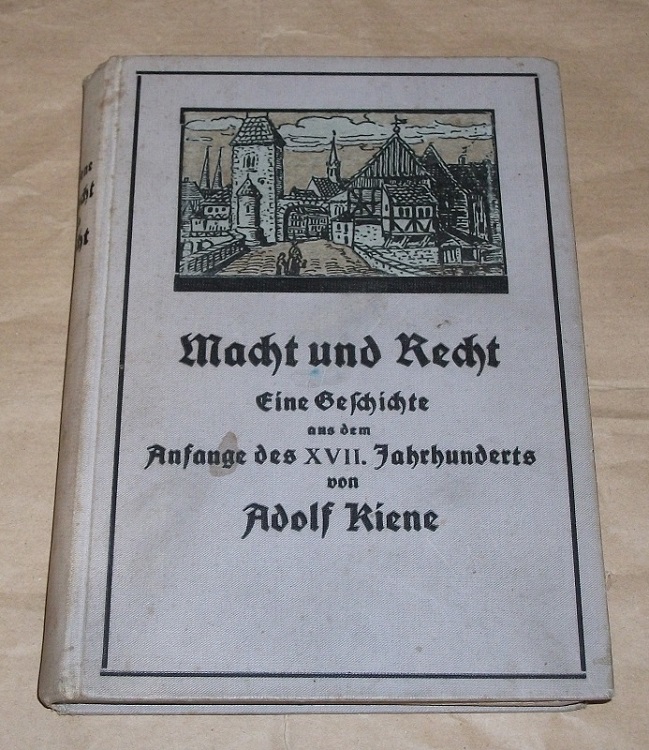 Macht und Recht
Eine Geschichte
aus dem
Anfange des XVII. Jahrhunderts
von
Adolf Kiene